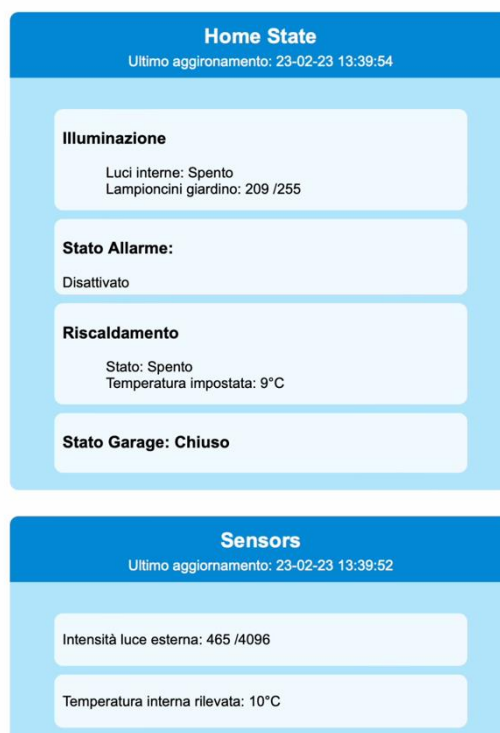 Home State
Ultimo aggironamento: 23-02-23 13:39:54
Illuminazione
Luci interne: Spento
Lampioncini giardino: 209 /255
Stato Allarme:
Disattivato
Riscaldamento
Stato: Spento
Temperatura impostata: 9°C
Stato Garage: Chiuso
Sensors
Ultimo aggiornamento: 23-02-23 13:39:52
Intensità luce esterna: 465 /4096
Temperatura interna rilevata: 10°C